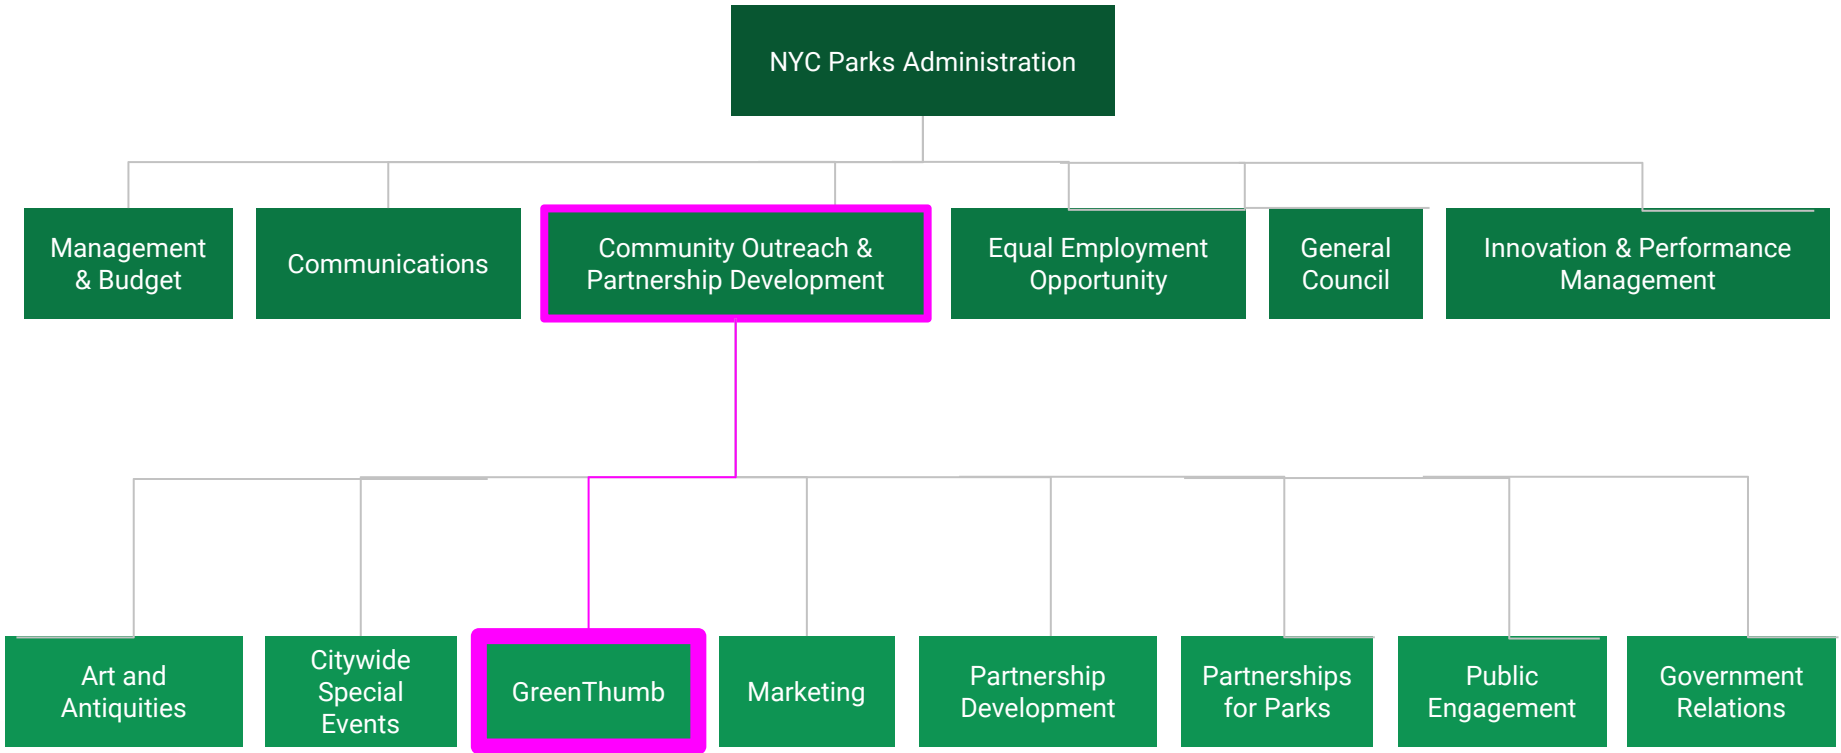 NYC Parks Administration
Management
& Budget
Communications
Community Outreach &
Partnership Development
Equal Employment
Opportunity
General
Council
Innovation & Performance
Management
Art and
Antiquities
Citywide
Special
Events
GreenThumb
Marketing
Partnership
Development
Partnerships
for Parks
Public
Engagement
Government
Relations